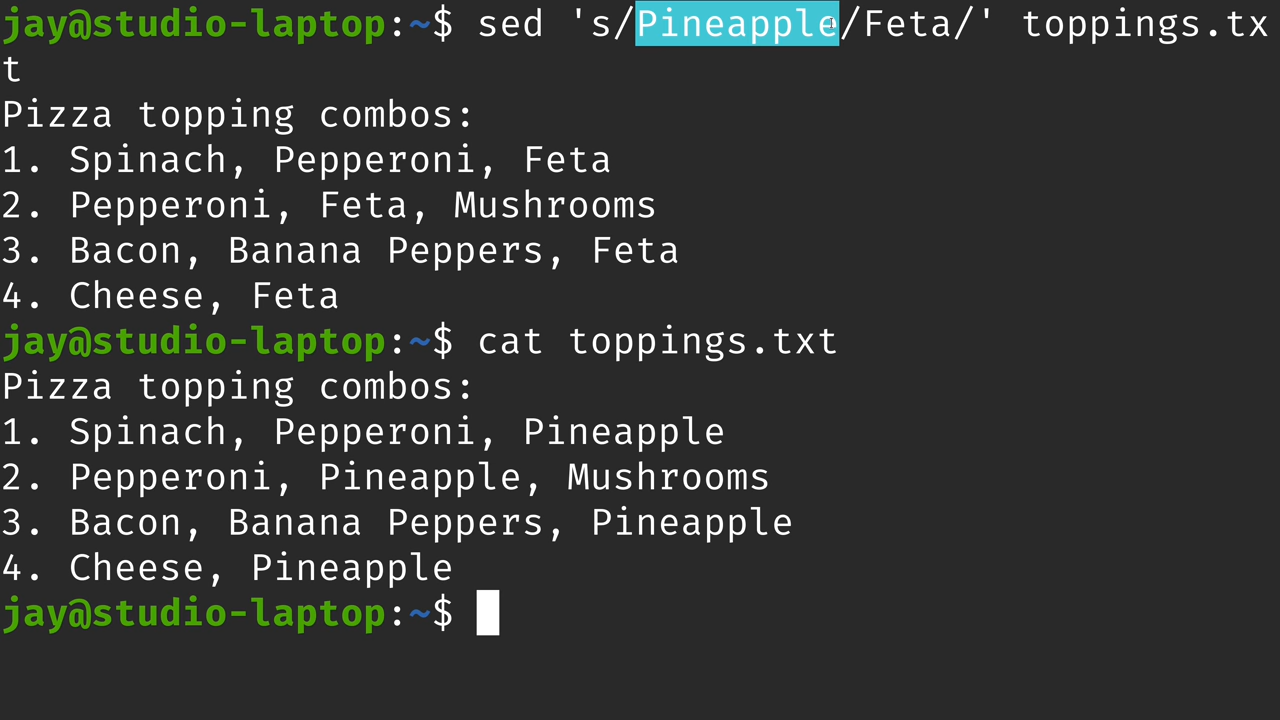 jay@studio-laptop:~$ sed 's/Pineapple/Feta/' toppings.tx
t
Pizza topping combos:
1. Spinach, Pepperoni, Feta
2. Pepperoni, Feta, Mushrooms
3. Bacon, Banana Peppers, Feta
4. Cheese, Feta
jay@studio-laptop:~$ cat toppings.txt
Pizza topping combos:
1. Spinach, Pepperoni, Pineapple
2. Pepperoni, Pineapple, Mushrooms
3. Bacon, Banana Peppers, Pineapple
4. Cheese, Pineapple
jay@studio-laptop:~$